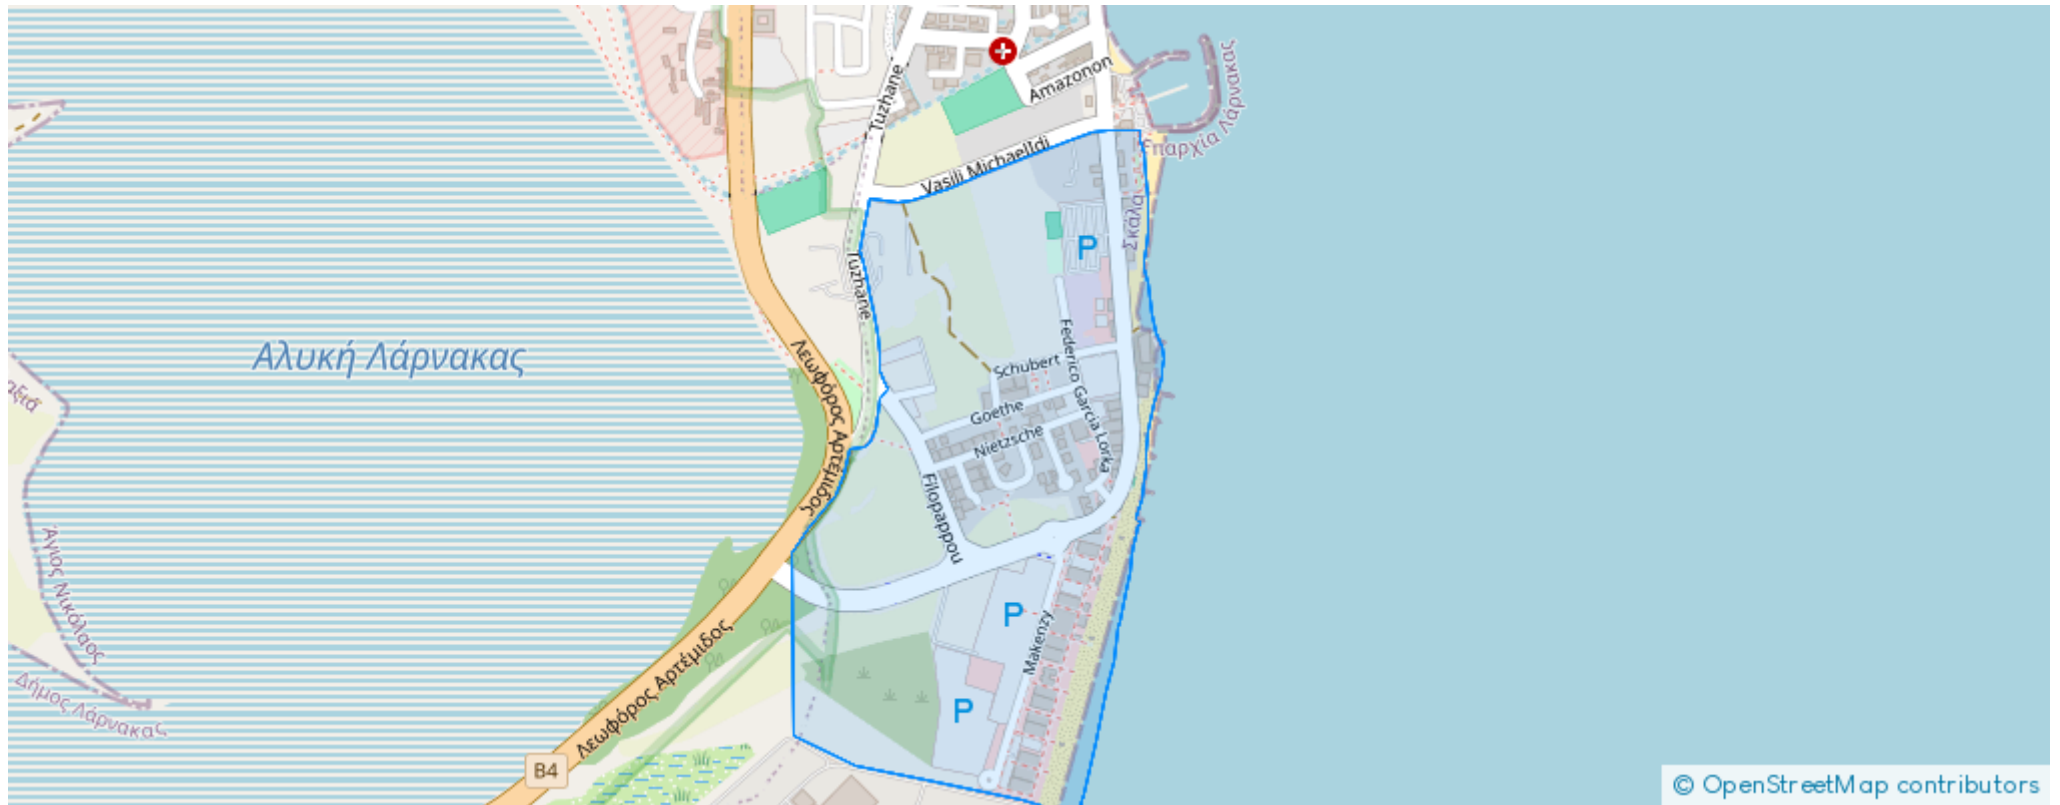 Tuzhane
Amazonon
Επαρχία Λάρνακας
Vasili Michaelldi
Σκάλα
P
Tuzhane
Αλυκή Λάρνακας
Λεωφόρος Αρτέμιδος
Schubert
Federico Garcia Lorka
Goethe
Nietzsche
Filopappou
Άγιος Νικόλαος
Δήμος Λάρνακας
P
Makenzy
Λεωφόρος Αρτέμιδος
P
B4
© OpenStreetMap contributors